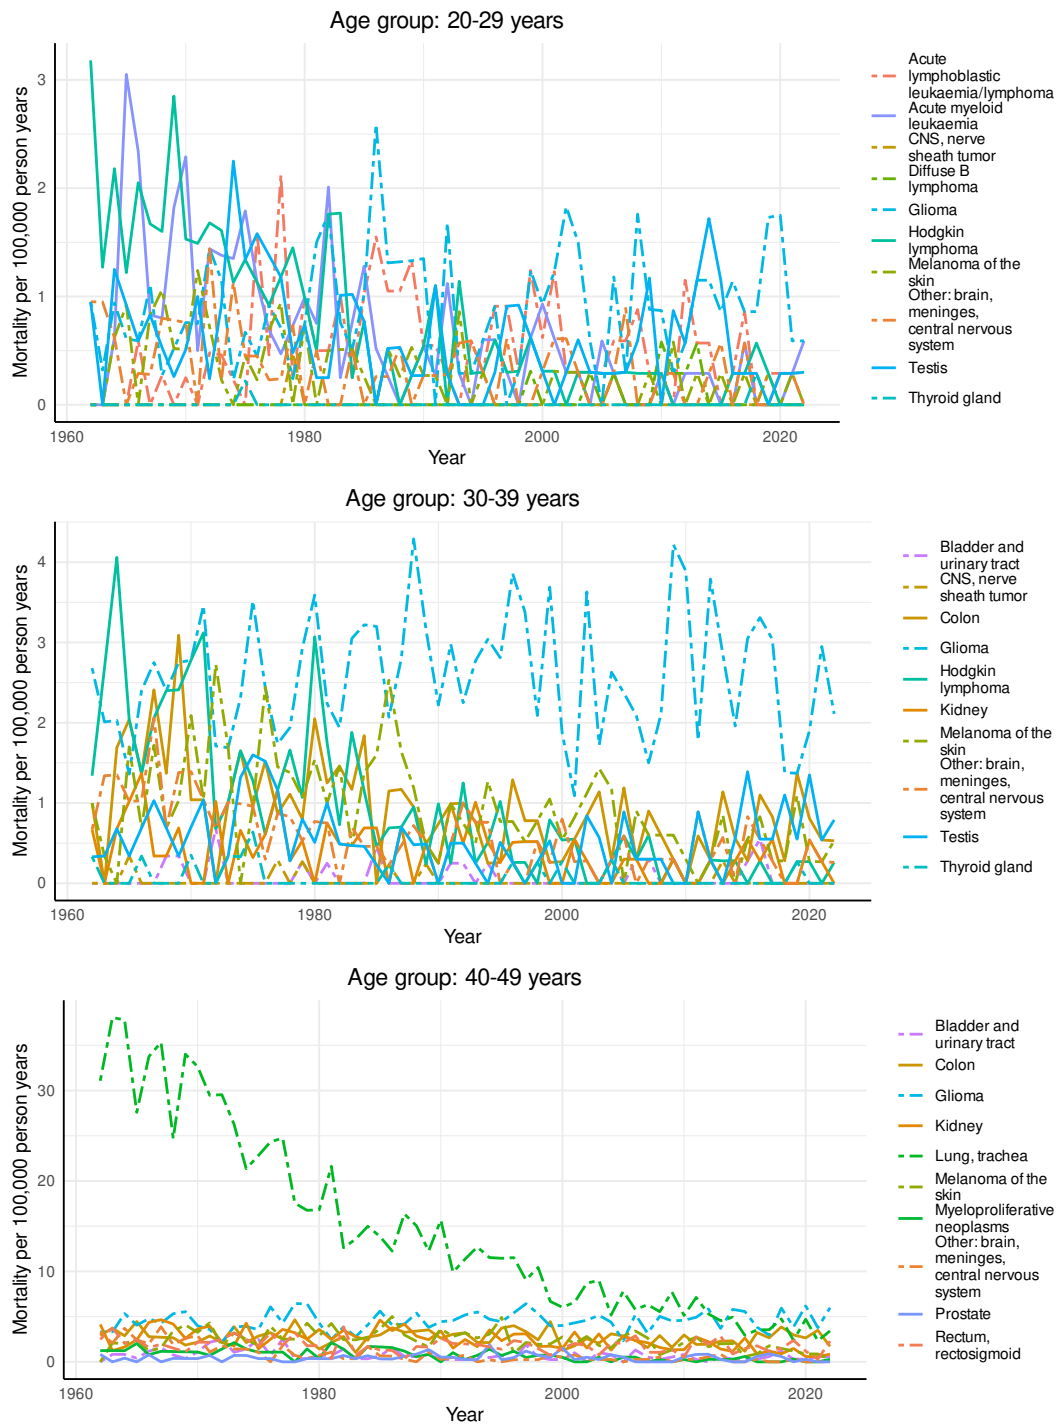 Age group: 20-29 years
Mortality per 100,000 person years
3
2
1
0
1960
1980
2000
2020
Year
Acute
lymphoblastic
leukaemia/lymphoma
Acute myeloid
leukaemia
CNS, nerve
sheath tumor
Diffuse B
lymphoma
Glioma
Hodgkin
lymphoma
Melanoma of the
skin
Other: brain,
meninges,
central nervous
system
Testis
Thyroid gland
Age group: 30-39 years
Mortality per 100,000 person years
4
3
2
1
0
1960
1980
2000
2020
Year
Bladder and
urinary tract
CNS, nerve
sheath tumor
Colon
Glioma
Hodgkin
lymphoma
Kidney
Melanoma of the
skin
Other: brain,
meninges,
central nervous
system
Testis
Thyroid gland
Age group: 40-49 years
Mortality per 100,000 person years
30
20
10
0
1960
1980
2000
2020
Year
Bladder and
urinary tract
Colon
Glioma
Kidney
Lung, trachea
Melanoma of the
skin
Myeloproliferative
neoplasms
Other: brain,
meninges,
central nervous
system
Prostate
Rectum,
rectosigmoid